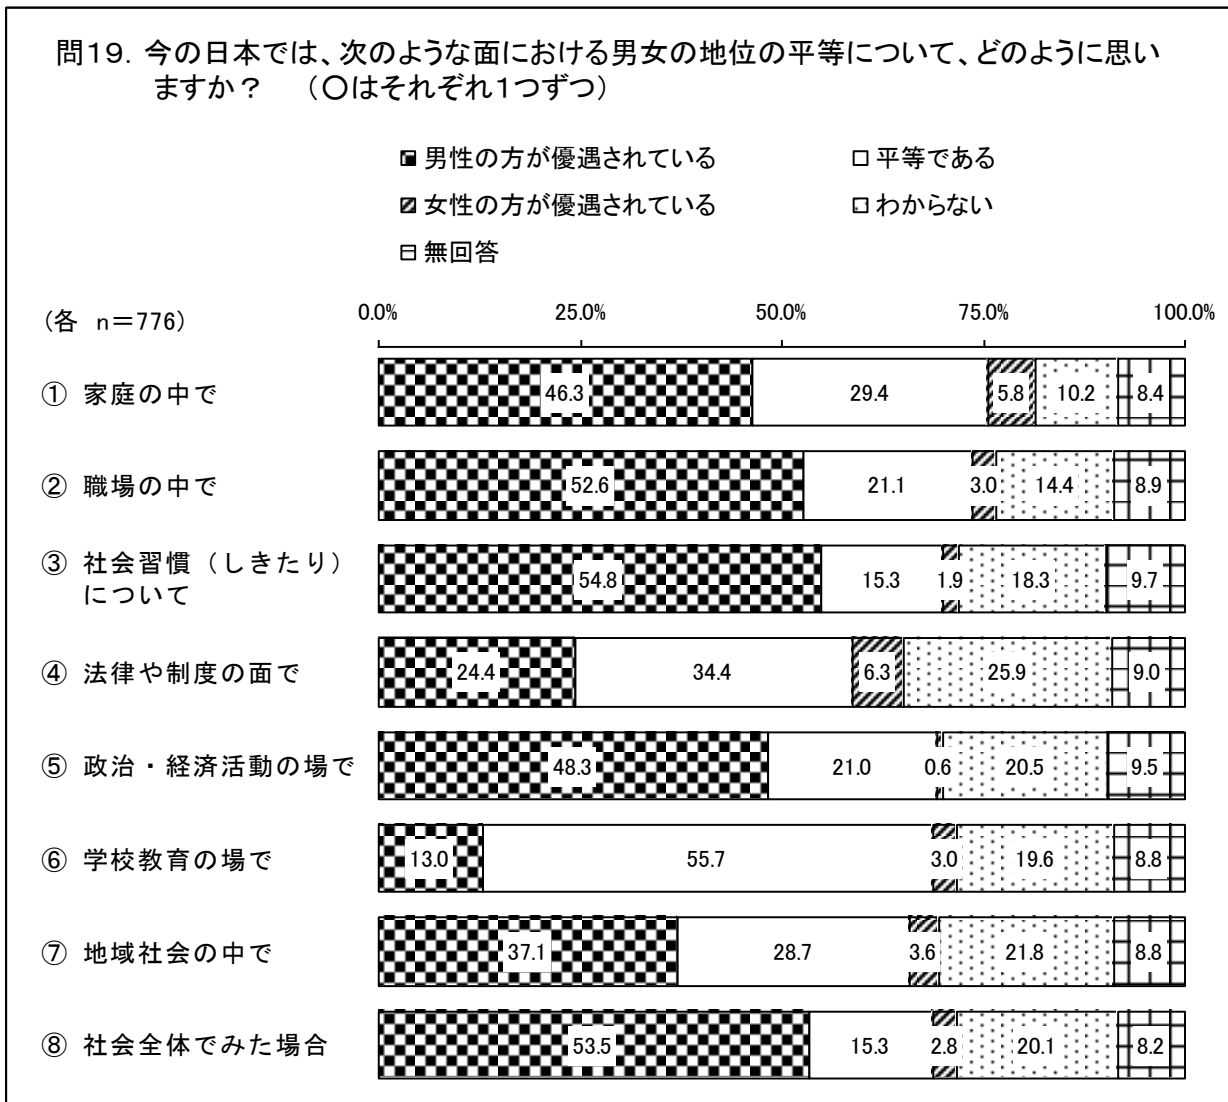 問19. 今の日本では、次のような面における男女の地位の平等について、どのように思い
ますか？　（〇はそれぞれ１つずつ）
男性の方が優遇されている　平等である
女性の方が優遇されている　わからない
無回答
(各 n＝776)
0.0%　25.0%　50.0%　75.0%　100.0%
① 家庭の中で　46.3　29.4　5.8　10.2　8.4
② 職場の中で　52.6　21.1　3.0　14.4　8.9
③ 社会習慣（しきたり）
について　54.8　15.3　1.9　18.3　9.7
④ 法律や制度の面で　24.4　34.4　6.3　25.9　9.0
⑤ 政治・経済活動の場で　48.3　21.0　0.6　20.5　9.5
⑥ 学校教育の場で　13.0　55.7　3.0　19.6　8.8
⑦ 地域社会の中で　37.1　28.7　3.6　21.8　8.8
⑧ 社会全体でみた場合　53.5　15.3　2.8　20.1　8.2